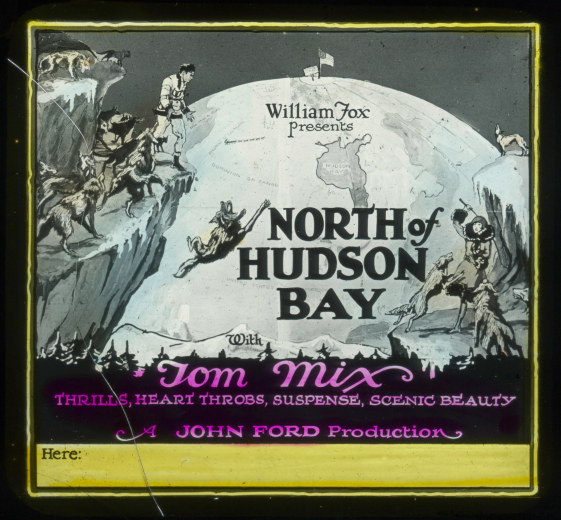 William Fox
Presents
NORTH of
HUDSON
BAY
With
Tom Mix
THRILLS, HEART THROBS, SUSPENSE, SCENIC BEAUTY
A JOHN FORD Production
Here: